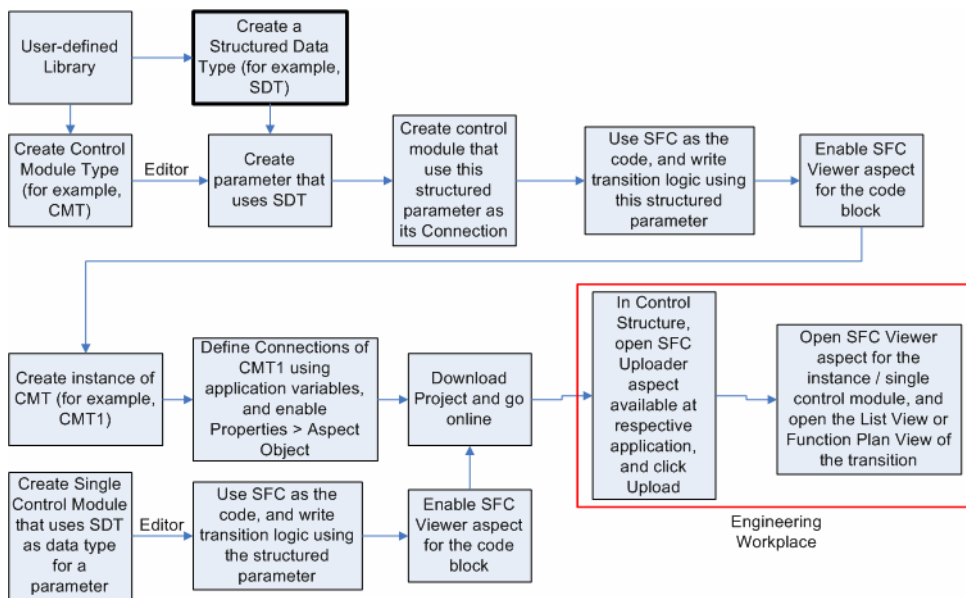 User-defined
Library
Create a
Structured Data
Type (for example,
SDT)
Create Control
Module Type
(for example,
CMT)
Editor
Create
parameter that
uses SDT
Create control
module that
use this
structured
parameter as
its Connection
Use SFC as the
code, and write
transition logic using
this structured
parameter
Enable SFC
Viewer aspect
for the code
block
Create instance of
CMT (for example,
CMT1)
Define Connections of
CMT1 using
application variables,
and enable
Properties > Aspect
Object
Download
Project and go
online
In Control
Structure,
open SFC
Uploader
aspect
available at
respective
application,
and click
Upload
Open SFC Viewer
aspect for the
instance / single
control module, and
open the List View or
Function Plan View of
the transition
Create Single
Control Module
that uses SDT
as data type
for a
parameter
Editor
Use SFC as the
code, and write
transition logic using
the structured
parameter
Enable SFC
Viewer aspect
for the code
block
Engineering
Workplace